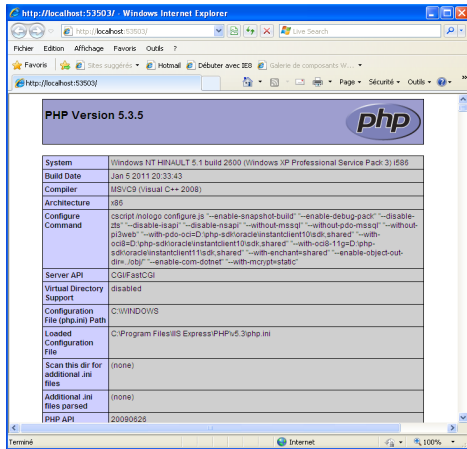 http://localhost:53503/ - Windows Internet Explorer
http://localhost:53503/ Live Search
Fichier Edition Affichage Favoris Outils ?
Favoris Sites suggérés Hotmail Débuter avec IE8 Galerie de composants W...
http://localhost:53503/ Page Sécurité Outils »
PHP Version 5.3.5
php
System Windows NT HINAULT 5.1 build 2600 (Windows XP Professional Service Pack 3) i586
Build Date Jan 5 2011 20:33:43
Compiler MSVC9 (Visual C++ 2008)
Architecture x86
Configure cscript /nologo configure.js "--enable-snapshot-build" "--enable-debug-pack" "--disable-
Command zts" "--disable-isapi" "--disable-nsapi" "--without-mssql" "--without-pdo-mssql" "--without-
pi3web" "--with-pdo-oci=D:\php-sdk\oracle\instantclient10\sdk,shared" "--with-
oci8=D:\php-sdk\oracle\instantclient10\sdk,shared" "--with-oci8-11g=D:\php-
sdk\oracle\instantclient11\sdk,shared" "--with-enchant=shared" "--enable-object-out-
dir=../obj/" "--enable-com-dotnet" "--with-mcrypt=static"
Server API CGI/FastCGI
Virtual Directory disabled
Support
Configuration C:\WINDOWS
File (php.ini) Path
Loaded C:\Program Files\IIS Express\PHP\v5.3\php.ini
Configuration
File
Scan this dir for (none)
additional .ini
files
Additional .ini (none)
files parsed
PHP API 20090626
Terminé Internet 100%